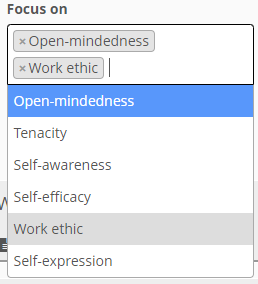 Focus on
×Open-mindedness
×Work ethic
Open-mindedness
Tenacity
Self-awareness
Self-efficacy
Work ethic
Self-expression